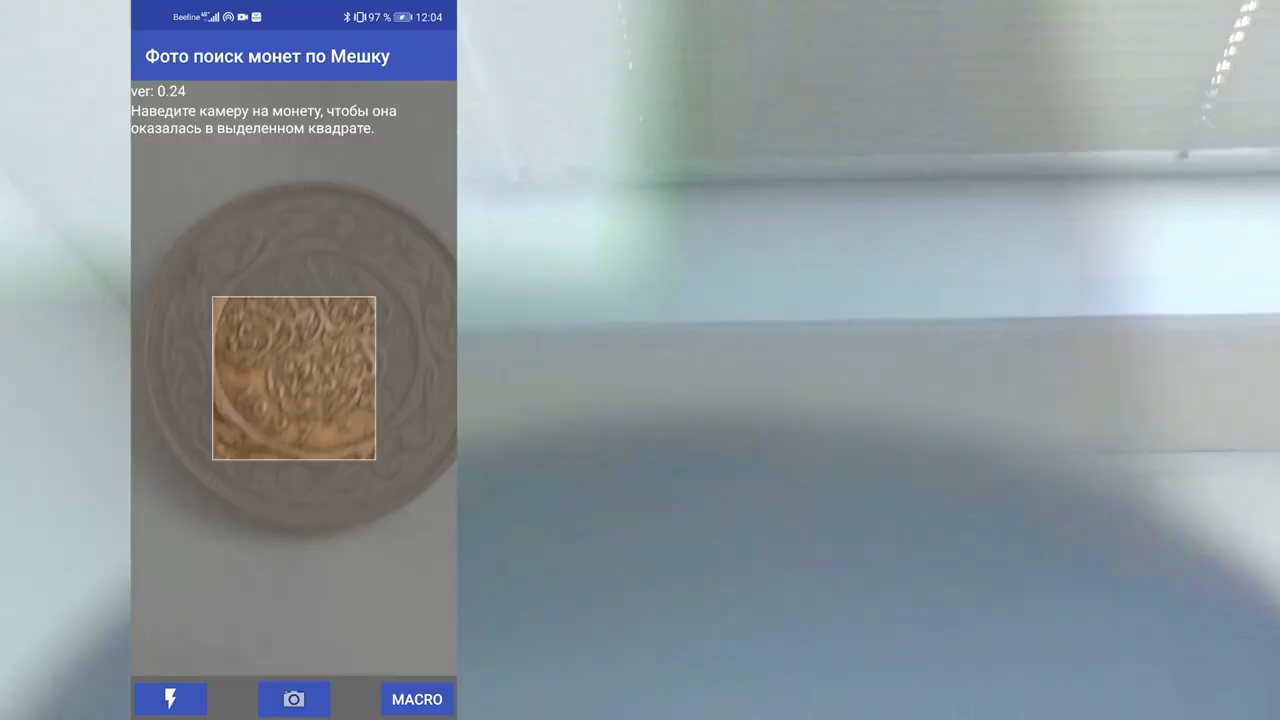 Beeline 97 % 12:04
Фото поиск монет по Мешку
ver: 0.24
Наведите камеру на монету, чтобы она
оказалась в выделенном квадрате.
MACRO